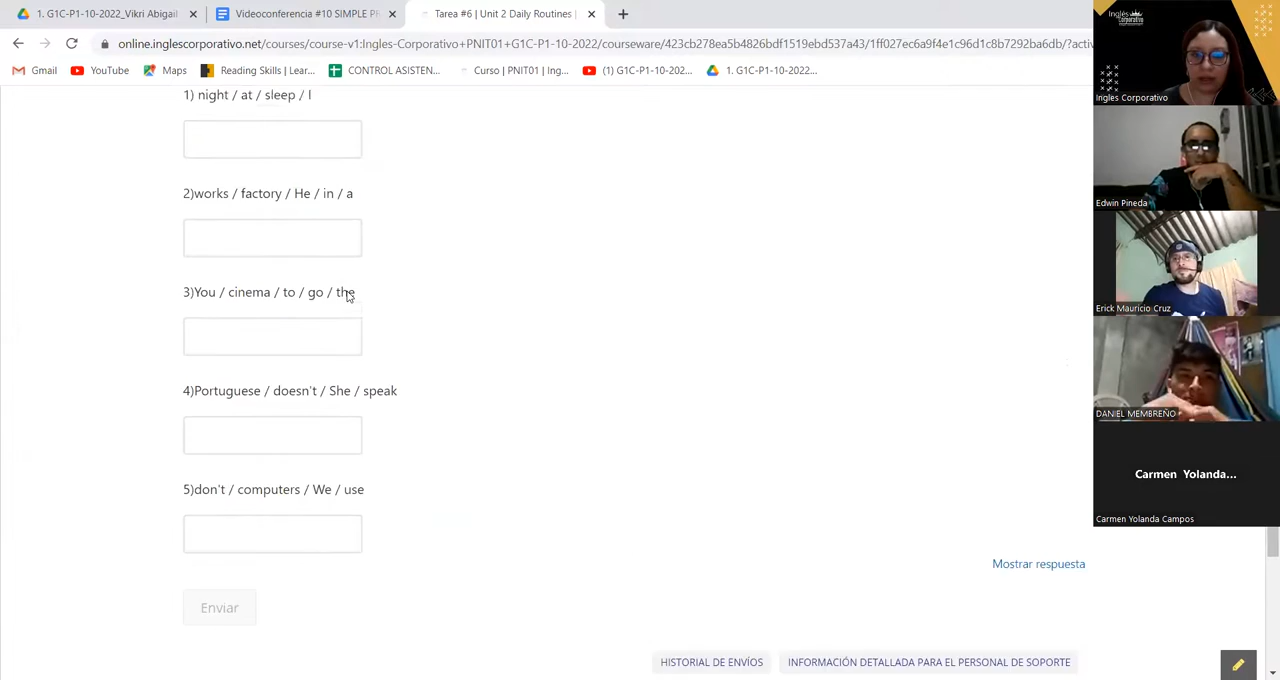 1. G1C-P1-10-2022_Vikri Abigail
Videoconferencia #10 SIMPLE PR
Tarea #6 | Unit 2 Daily Routines |
online.inglescorporativo.net/courses/course-v1:Ingles-Corporativo+PNIT01+G1C-P1-10-2022/courseware/423cb278ea5b4826bdf1519ebd537a43/1ff027ec6a9f4e1c96d1c8b7292ba6db/?activ
Gmail
YouTube
Maps
Reading Skills | Lear...
CONTROL ASISTEN...
Curso | PNIT01 | Ing...
(1) G1C-P1-10-202...
1. G1C-P1-10-2022...
1) night / at / sleep / I
2)works / factory / He / in / a
3)You / cinema / to / go / the
4)Portuguese / doesn't / She / speak
5)don't / computers / We / use
Mostrar respuesta
Enviar
HISTORIAL DE ENVÍOS
INFORMACIÓN DETALLADA PARA EL PERSONAL DE SOPORTE
Inglés
Corporativo
Ingles Corporativo
Edwin Pineda
Erick Mauricio Cruz
DANIEL MEMBREÑO
Carmen Yolanda...
Carmen Yolanda Campos